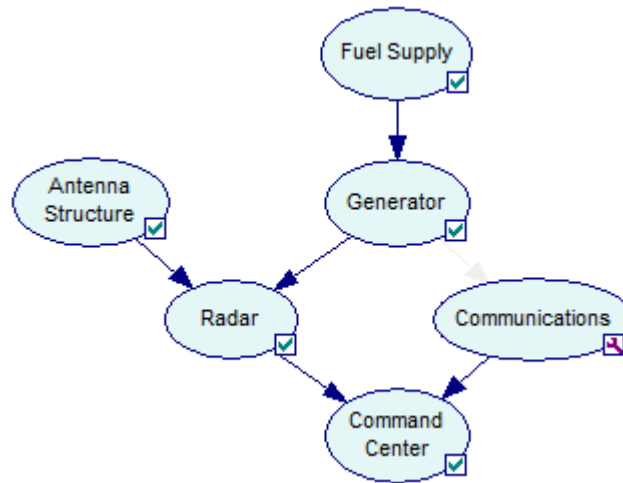 Fuel Supply
Antenna
Structure
Generator
Radar
Communications
Command
Center